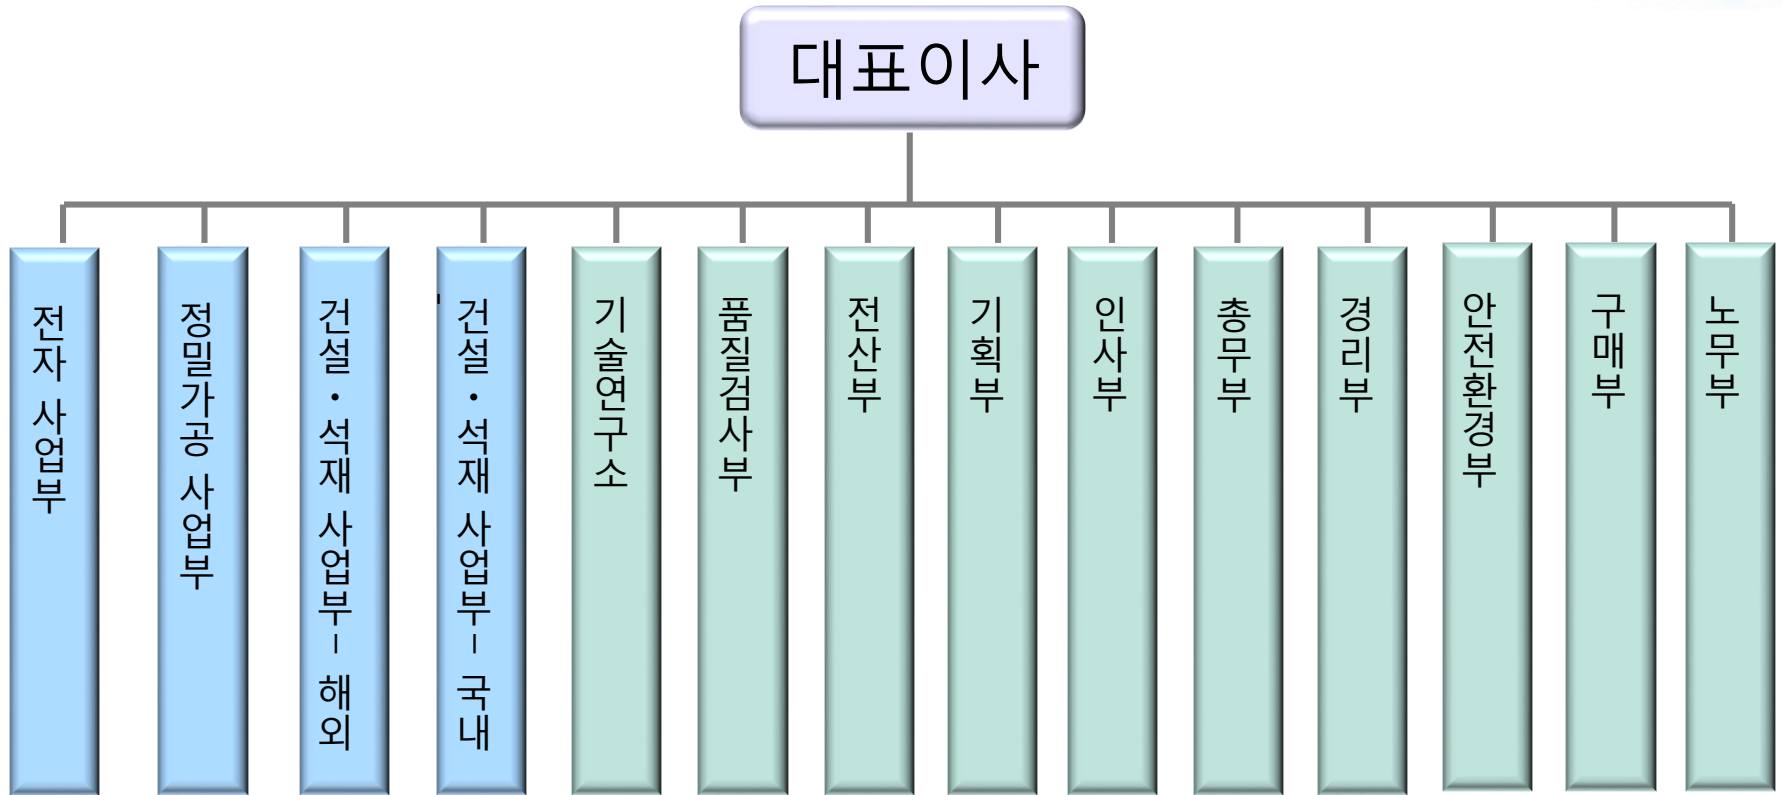 대표이사
전자 사업부
정밀가공 사업부
건설·석재 사업부- 해외
건설·석재 사업부- 국내
기술연구소
품질검사부
전산부
기획부
인사부
총무부
경리부
안전환경부
구매부
노무부